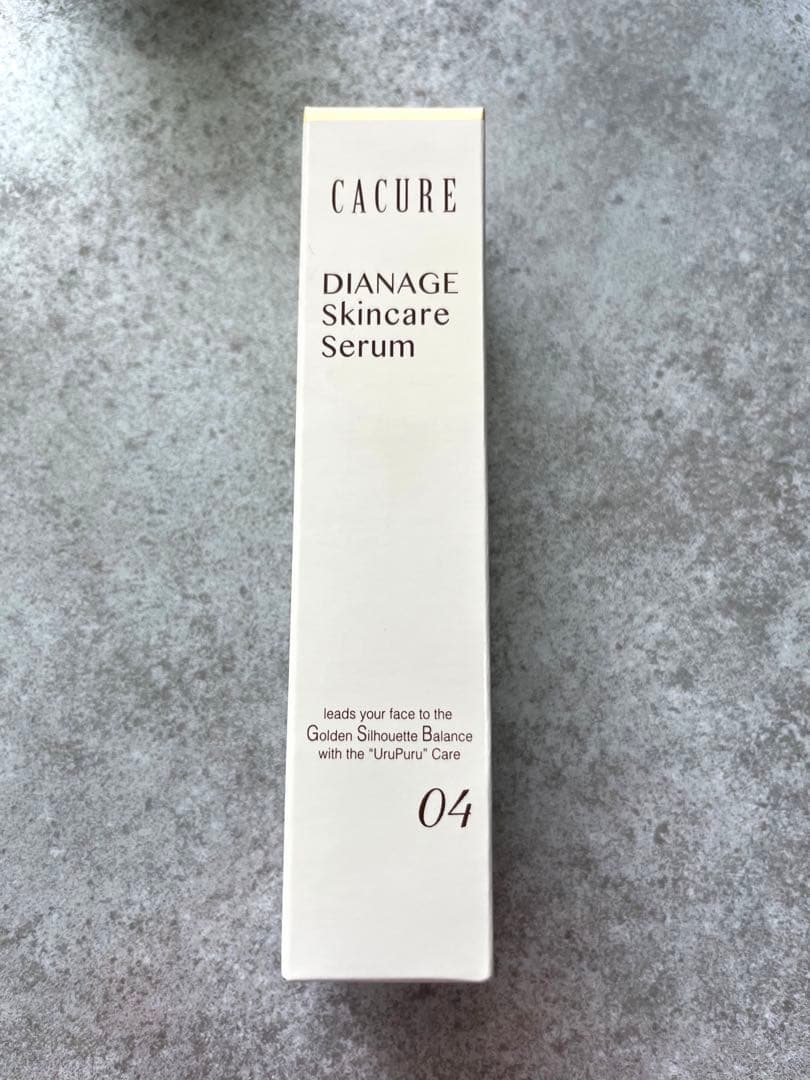 CACURE
DIANAGE
Skincare
Serum
leads your face to the
Golden Silhouette Balance
with the "UruPuru" Care
04